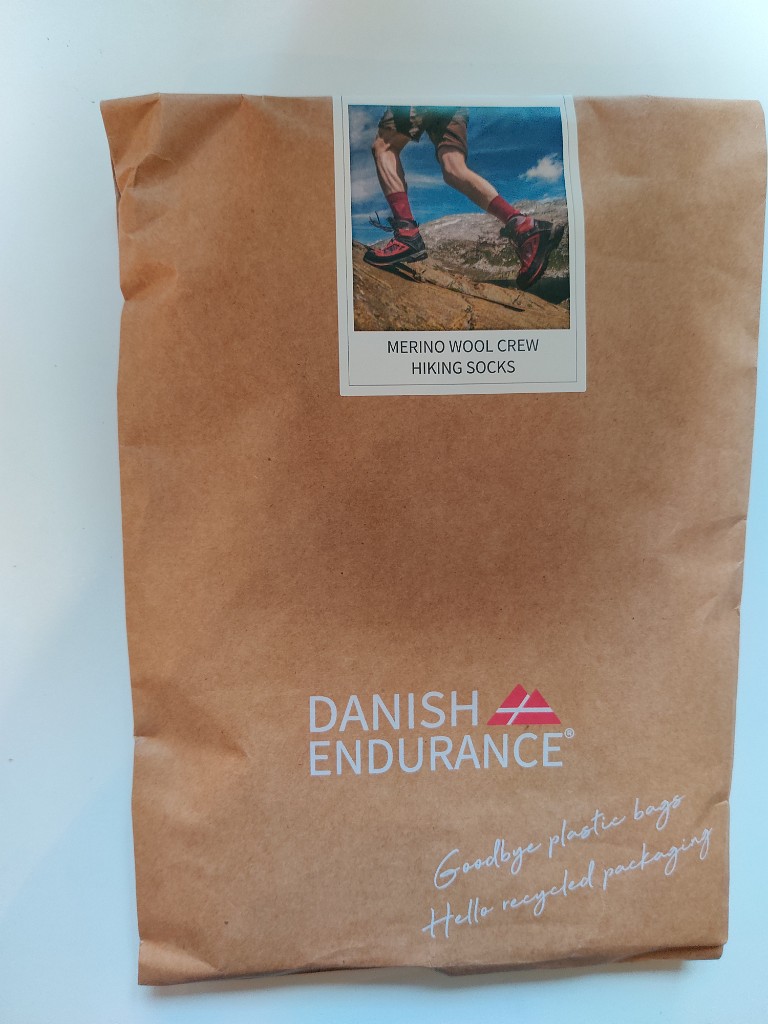 MERINO WOOL CREW
HIKING SOCKS
DANISH
ENDURANCE®
Goodbye plastic bags
Hello recycled packaging